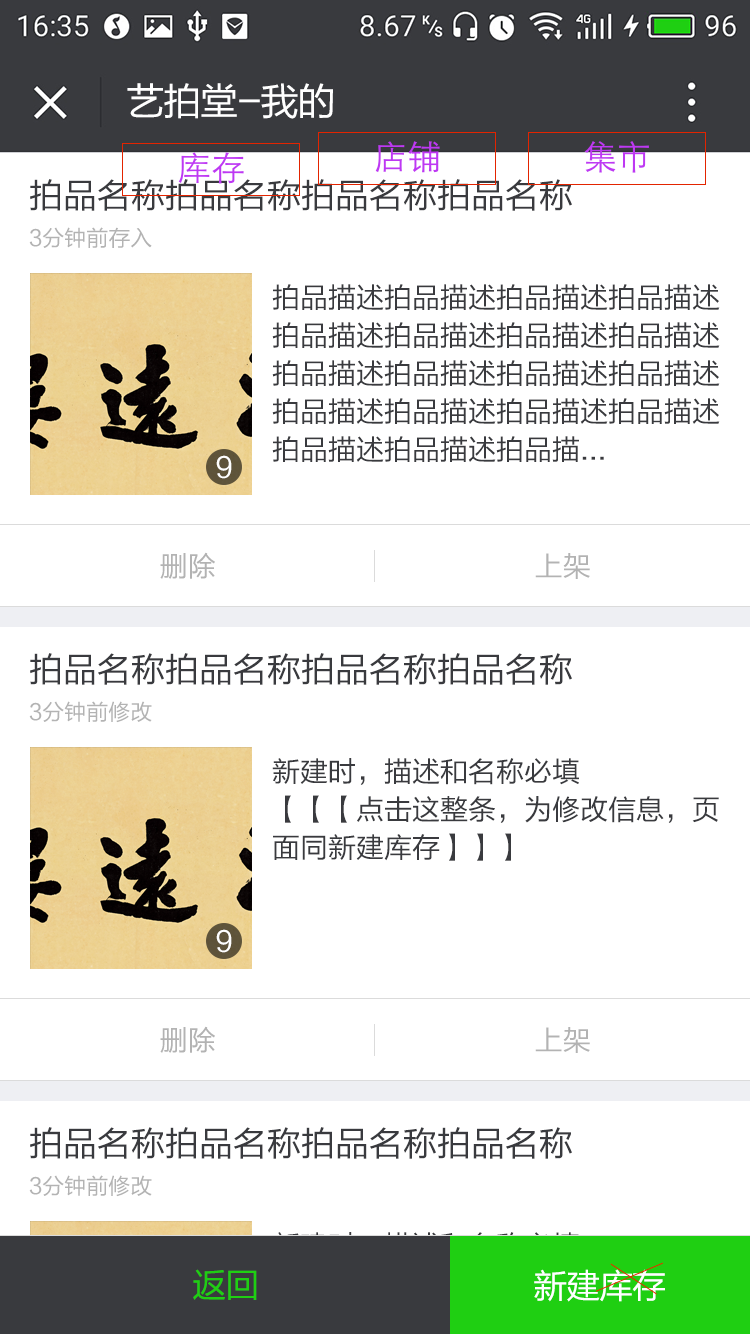 16:35 8.67 K/s 4G 96
艺拍堂-我的
库存 店铺 集市
拍品名称拍品名称拍品名称拍品名称
3分钟前存入
拍品描述拍品描述拍品描述拍品描述
拍品描述拍品描述拍品描述拍品描述
拍品描述拍品描述拍品描述拍品描述
拍品描述拍品描述拍品描述拍品描述
拍品描述拍品描述拍品描...
遠
9
删除 上架
拍品名称拍品名称拍品名称拍品名称
3分钟前修改
新建时，描述和名称必填
【【【点击这整条，为修改信息，页
面同新建库存】】】
遠
9
删除 上架
拍品名称拍品名称拍品名称拍品名称
3分钟前修改
返回 新建库存